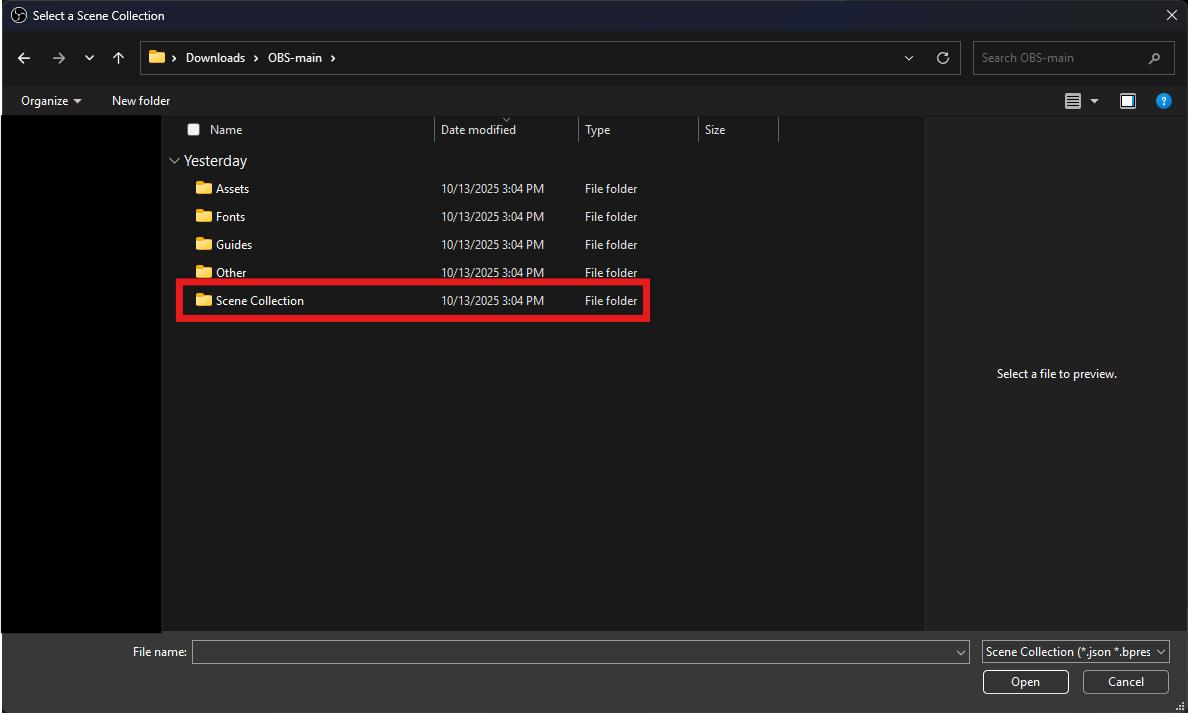 Select a Scene Collection
Downloads OBS-main
Search OBS-main
Organize New folder
Name Date modified Type Size
Yesterday
Assets 10/13/2025 3:04 PM File folder
Fonts 10/13/2025 3:04 PM File folder
Guides 10/13/2025 3:04 PM File folder
Other 10/13/2025 3:04 PM File folder
Scene Collection 10/13/2025 3:04 PM File folder
Select a file to preview.
File name: Scene Collection (*.json *.bpres
Open Cancel